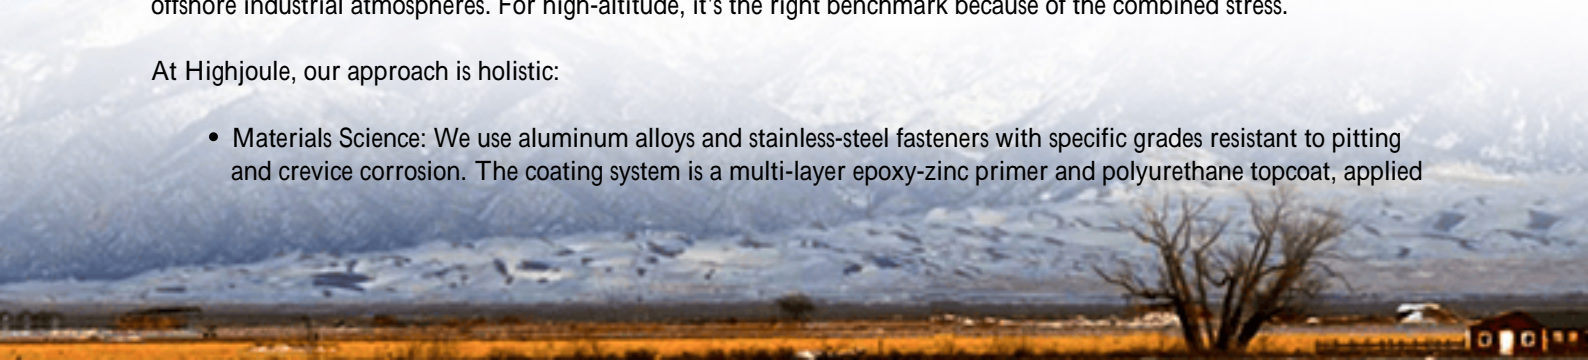 offshore industrial atmospheres. For high-altitude, it's the right benchmark because of the combined stress.
At Highjoule, our approach is holistic:
• Materials Science: We use aluminum alloys and stainless-steel fasteners with specific grades resistant to pitting
and crevice corrosion. The coating system is a multi-layer epoxy-zinc primer and polyurethane topcoat, applied